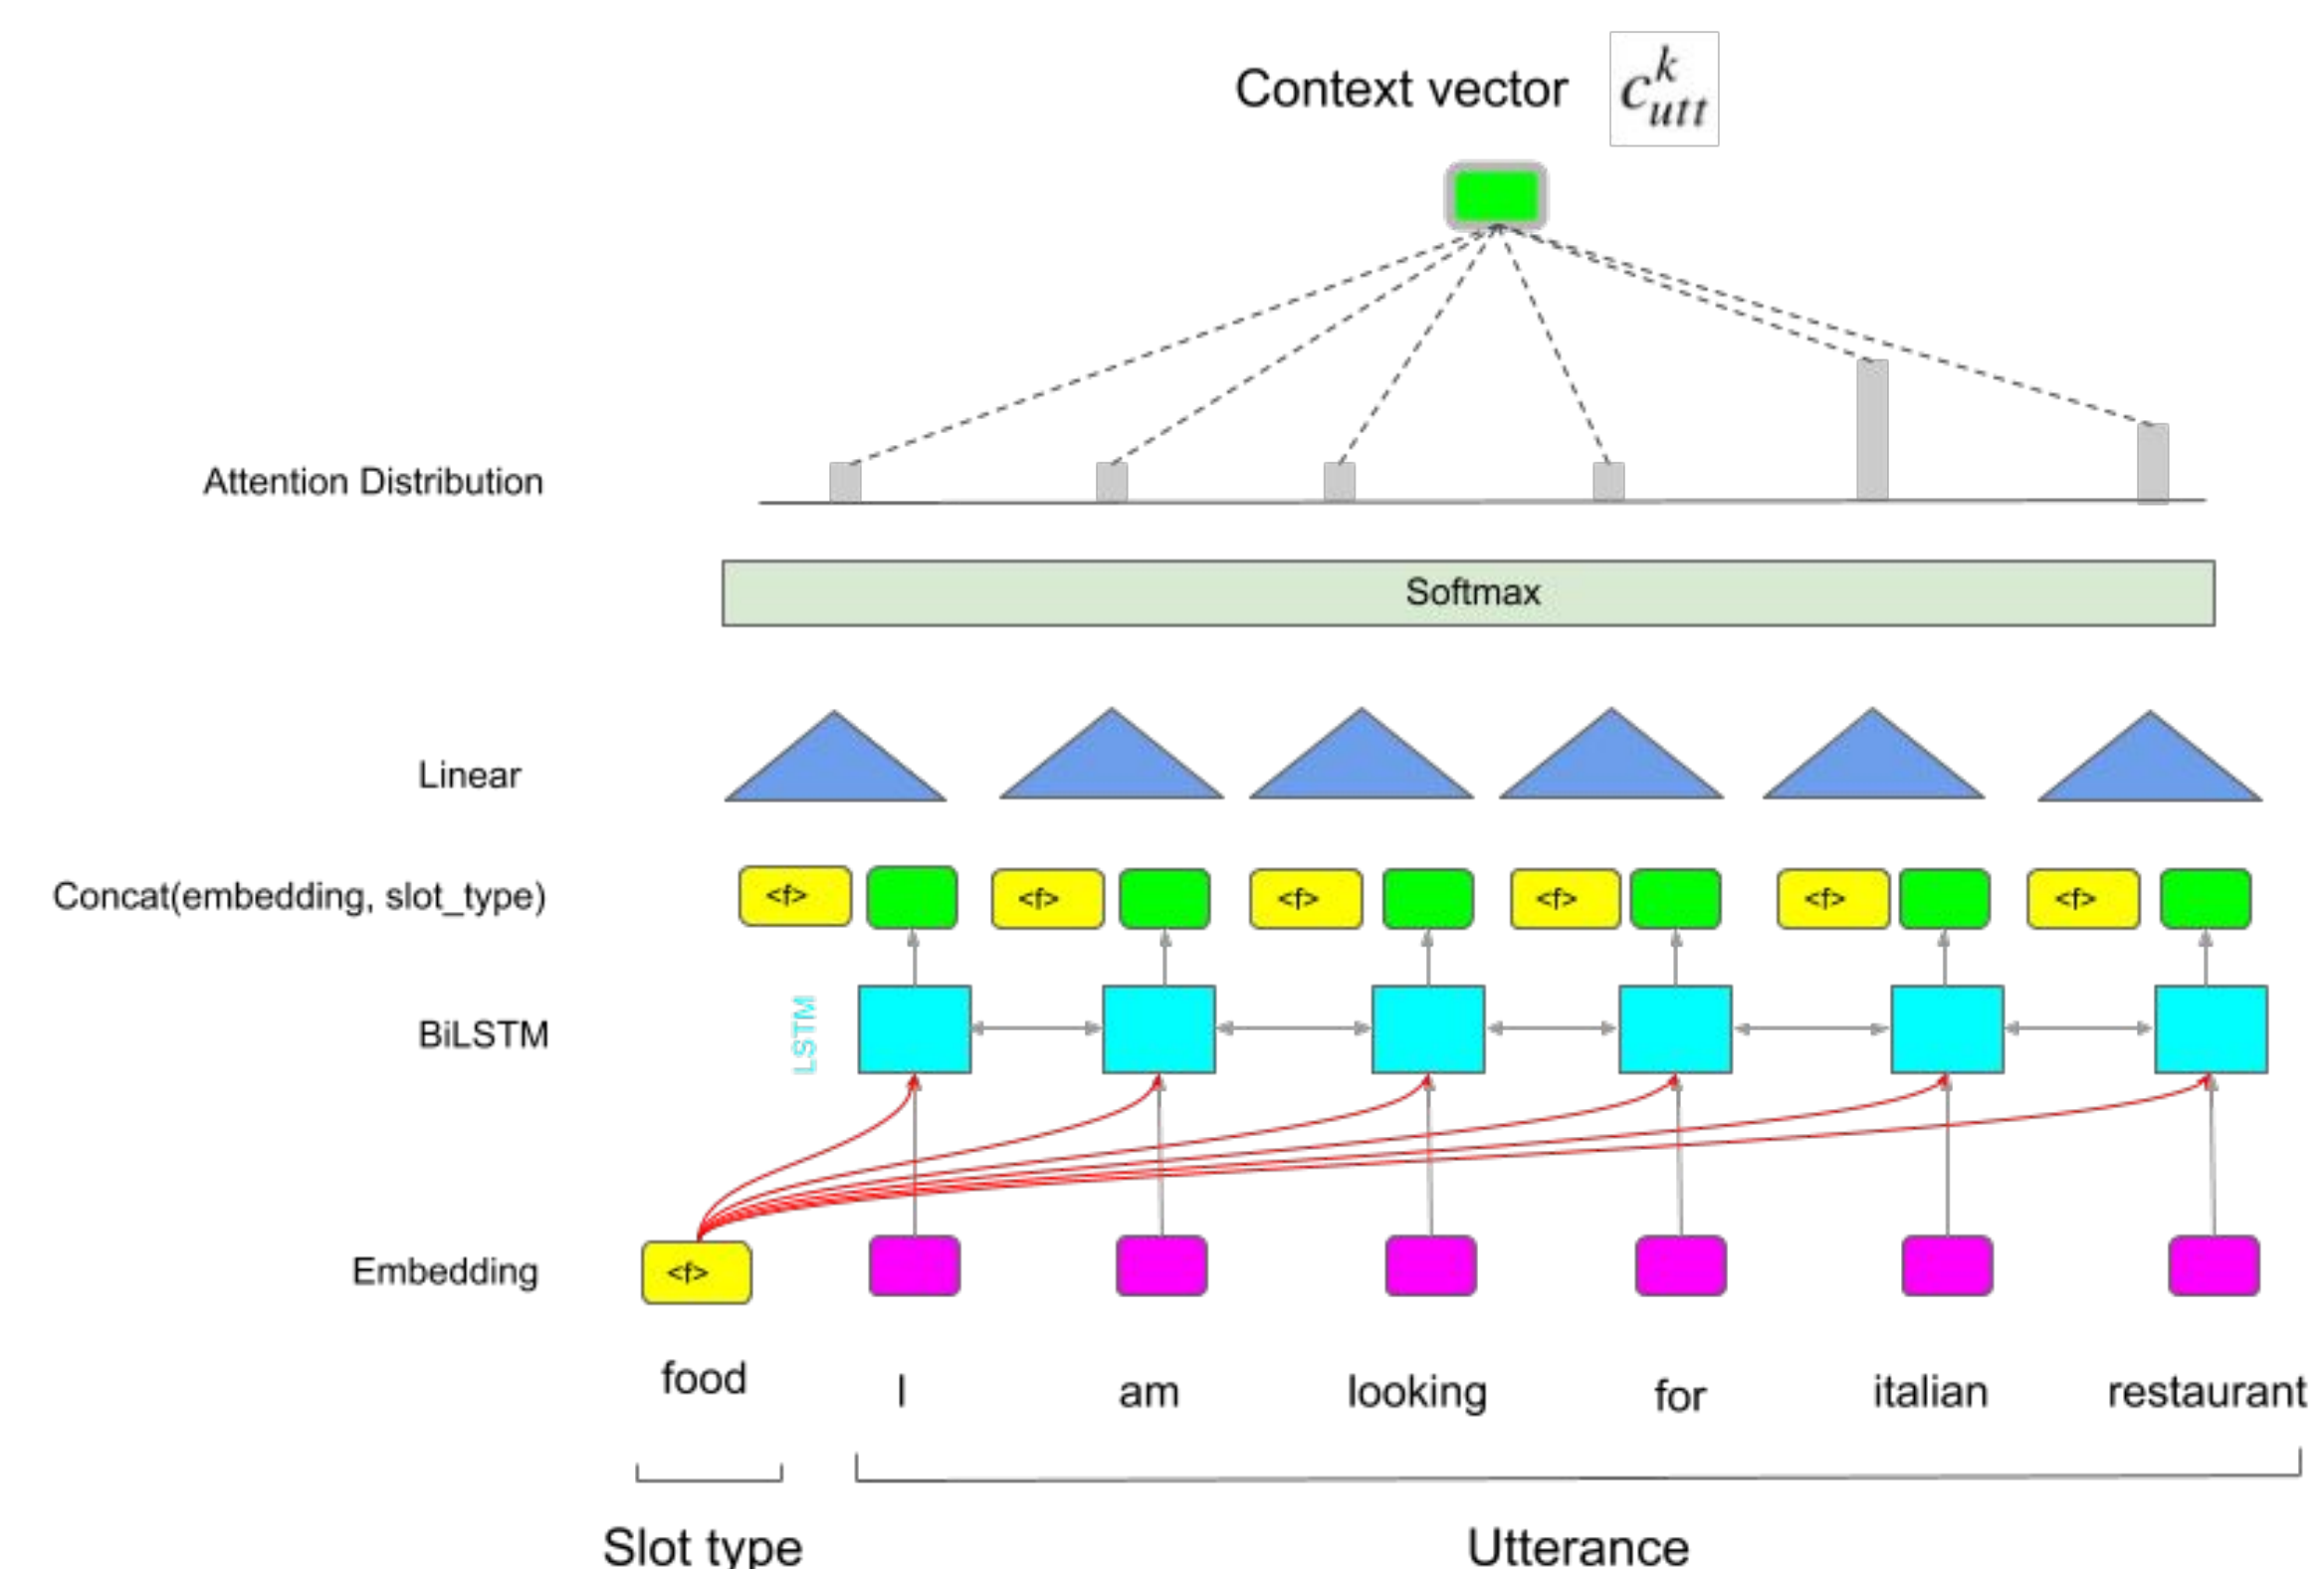 Context vector c^k_utt
Attention Distribution
Softmax
Linear
Concat(embedding, slot_type)
<f> <f> <f> <f> <f> <f>
BiLSTM
LSTM
Embedding
<f>
food I am looking for italian restaurant
Slot type Utterance